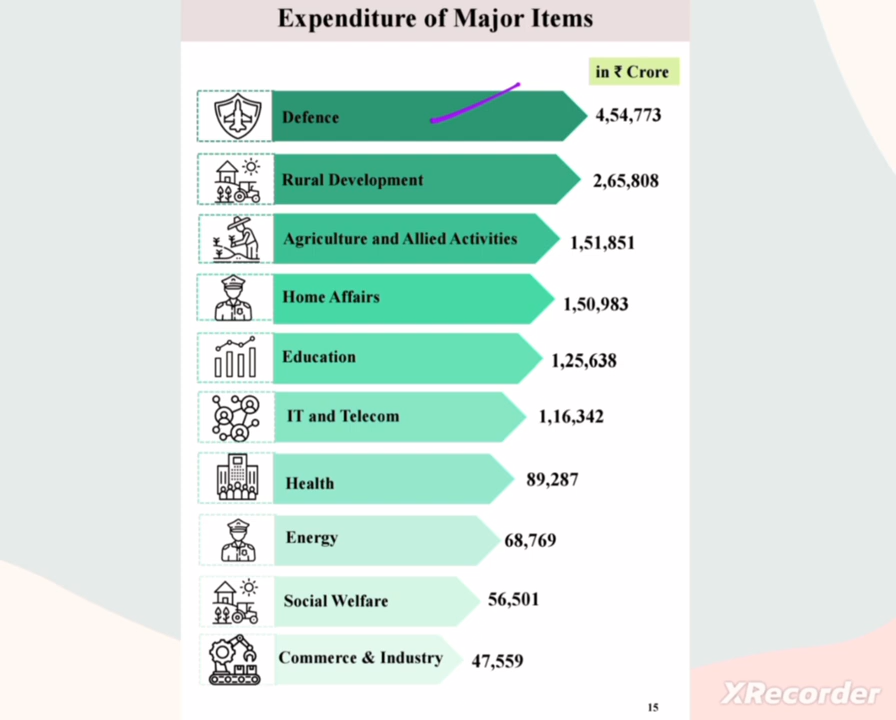 Expenditure of Major Items
in ₹ Crore
Defence 4,54,773
Rural Development 2,65,808
Agriculture and Allied Activities 1,51,851
Home Affairs 1,50,983
Education 1,25,638
IT and Telecom 1,16,342
Health 89,287
Energy 68,769
Social Welfare 56,501
Commerce & Industry 47,559
15
XRecorder